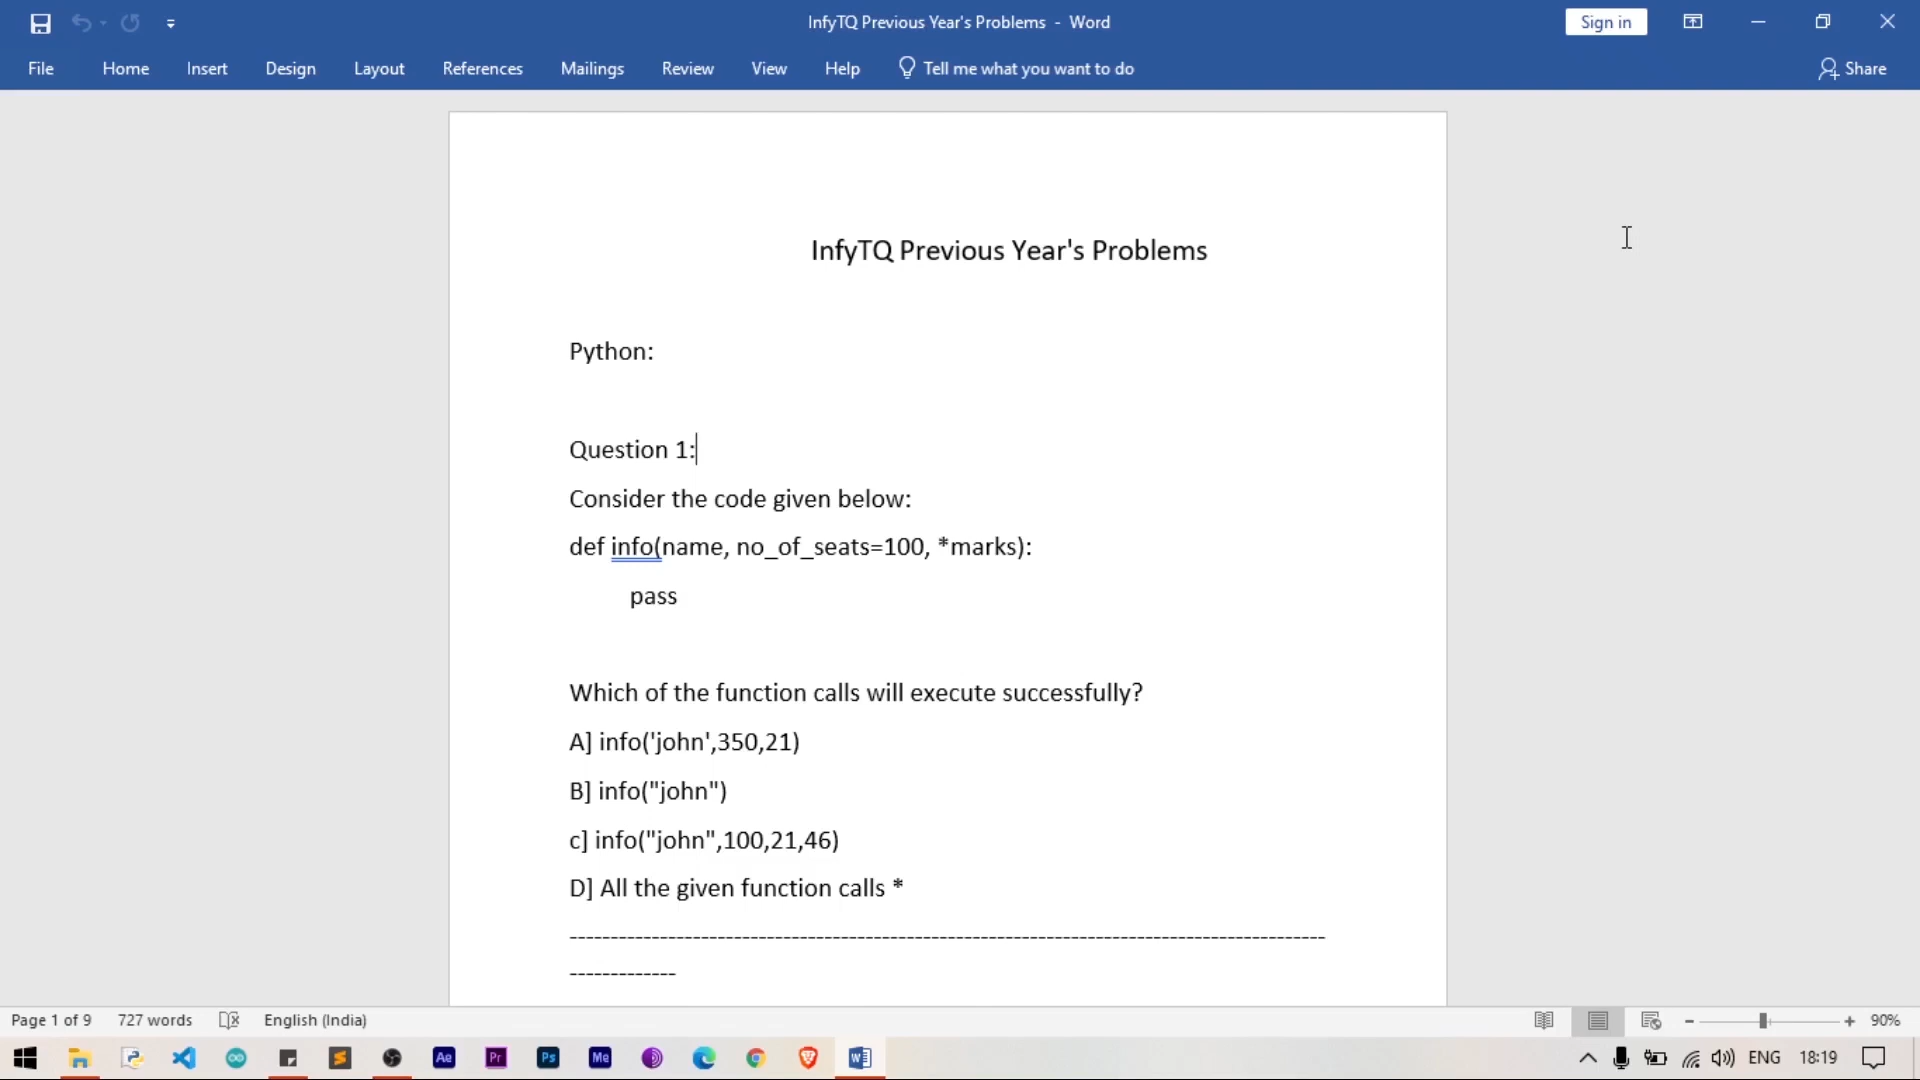 InfyTQ Previous Year's Problems - Word
Sign in
File Home Insert Design Layout References Mailings Review View Help Tell me what you want to do Share
InfyTQ Previous Year's Problems
Python:
Question 1:
Consider the code given below:
def info(name, no_of_seats=100, *marks):
pass
Which of the function calls will execute successfully?
A] info('john',350,21)
B] info("john")
c] info("john",100,21,46)
D] All the given function calls *
--------------------------------------------------------------------------------------------
-------------
Page 1 of 9 727 words English (India) 90%
Ae Pr Ps Me ENG 18:19